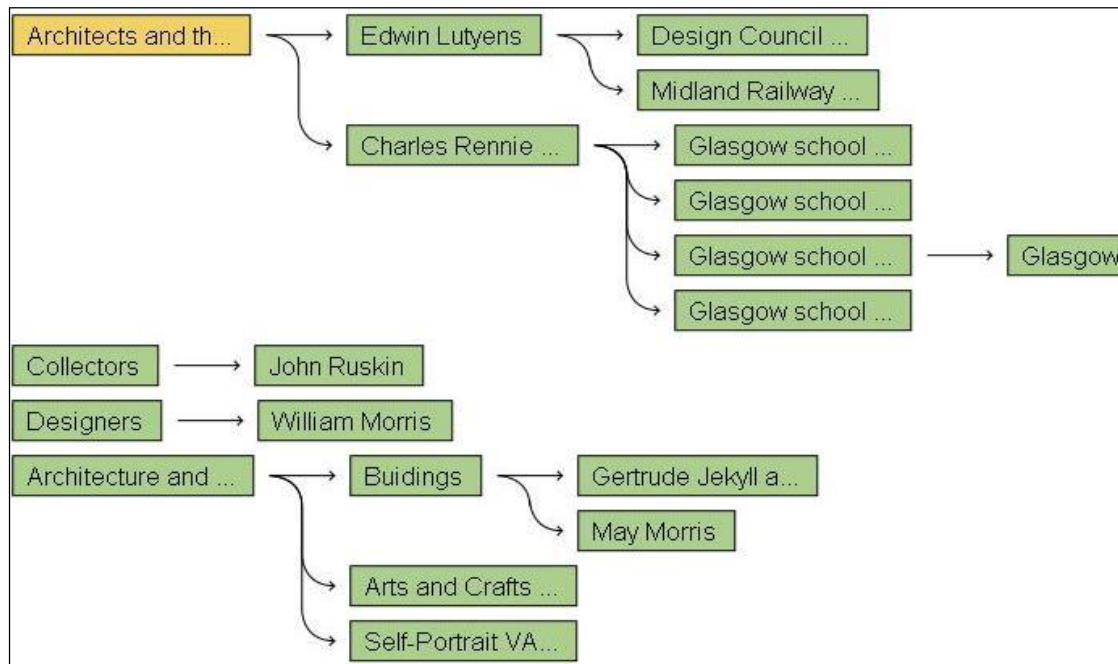 Architects and th...
Edwin Lutyens
Design Council ...
Midland Railway ...
Charles Rennie ...
Glasgow school ...
Glasgow school ...
Glasgow school ...
Glasgow
Glasgow school ...
Collectors
John Ruskin
Designers
William Morris
Architecture and ...
Buidings
Gertrude Jekyll a...
May Morris
Arts and Crafts ...
Self-Portrait VA...